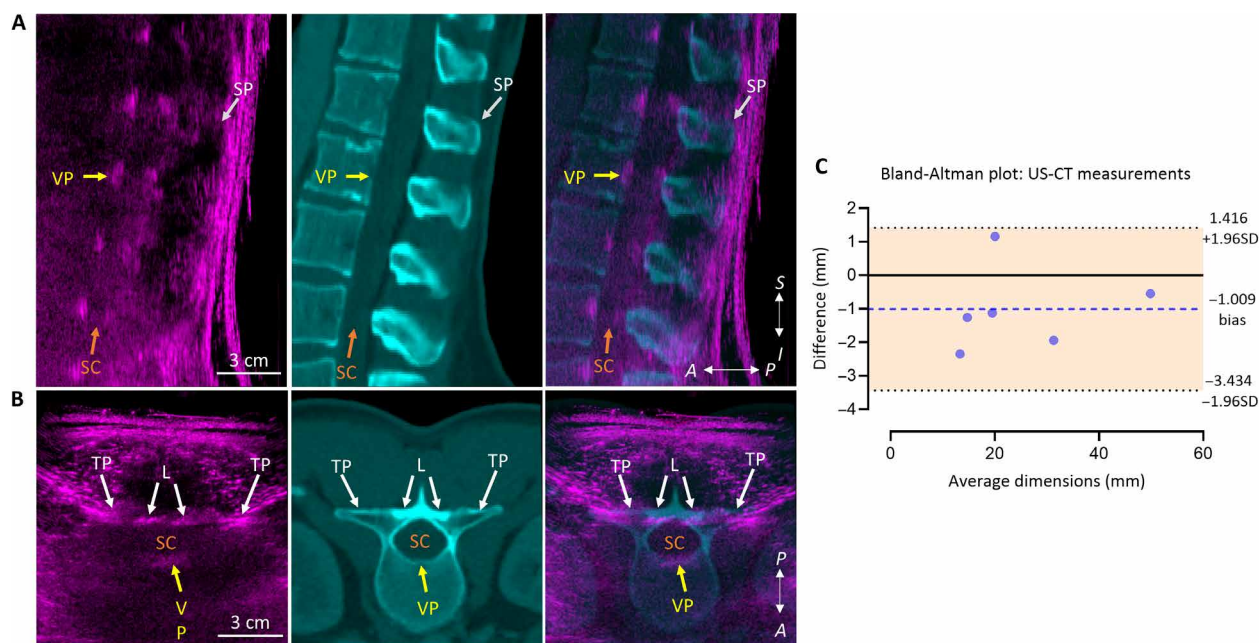 A
SP
VP
SC
3 cm
SP
VP
SC
SP
VP
SC
S
I
A
P
B
TP
L
TP
SC
V
P
3 cm
TP
L
TP
SC
VP
TP
L
TP
SC
VP
P
A
C
Bland-Altman plot: US-CT measurements
Difference (mm)
2
1
0
−1
−2
−3
−4
1.416
+1.96SD
−1.009
bias
−3.434
−1.96SD
0
20
40
60
Average dimensions (mm)